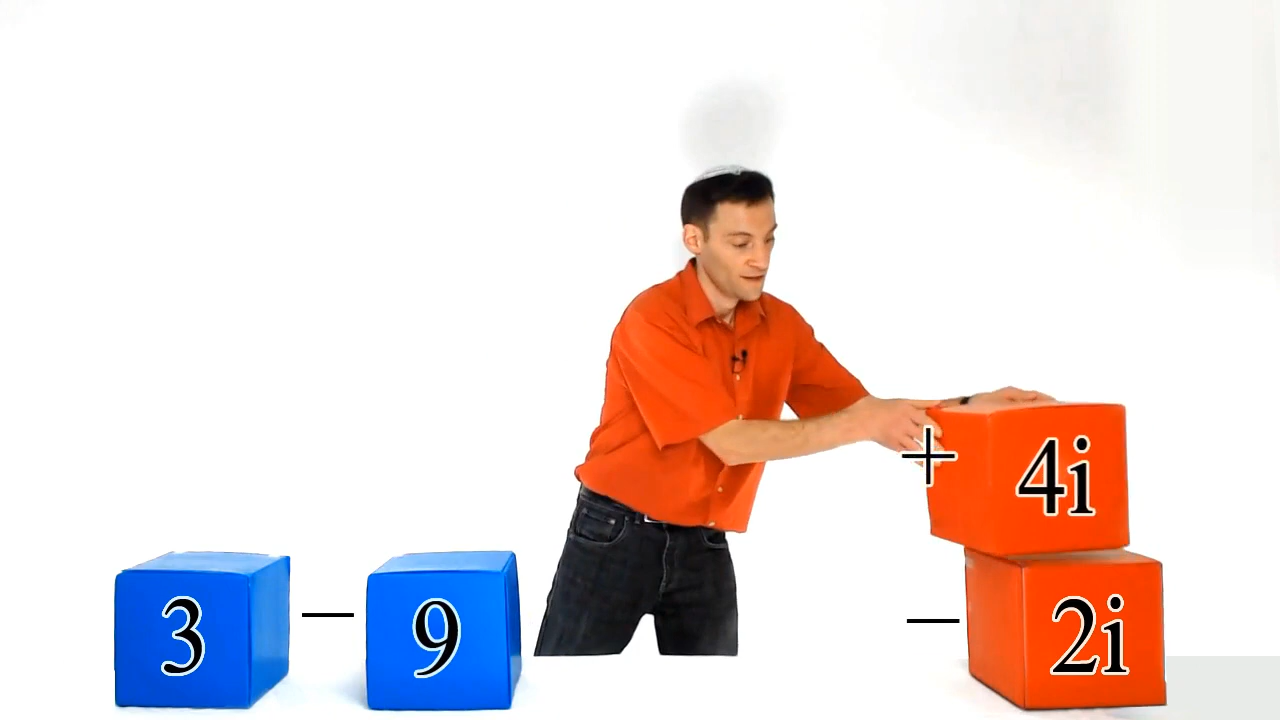 + 4i
3 – 9 – 2i